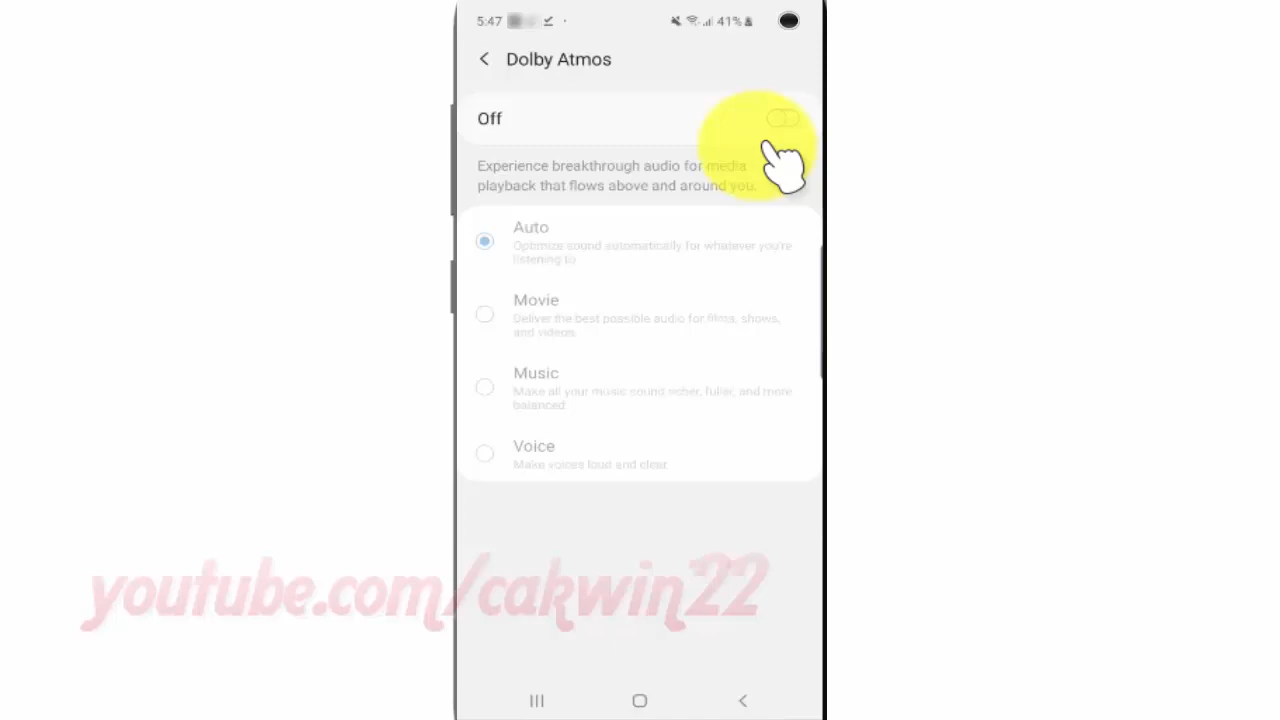 5:47
41%
Dolby Atmos
Off
Experience breakthrough audio for media
playback that flows above and around you.
Auto
Optimize sound automatically for whatever you're
listening to
Movie
Deliver the best possible audio for films, shows,
and videos
Music
Make all your music sound richer, fuller, and more
balanced
Voice
Make voices loud and clear
youtube.com/cakwin22